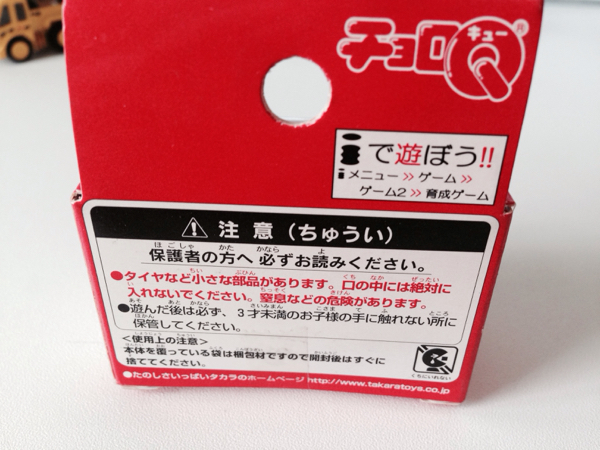 チョロQ®
キュー
iで遊ぼう!!
iメニュー≫ゲーム≫
ゲーム2≫育成ゲーム
注意(ちゅうい)
保護者の方へ必ずお読みください。
●タイヤなど小さな部品があります。口の中には絶対に
入れないでください。窒息などの危険があります。
●遊んだ後は必ず、3才未満のお子様の手に触れない所に
保管してください。
<使用上の注意>
本体を覆っている袋は梱包材ですので開封後はすぐに
捨ててください。
くちにいれない
●たのしさいっぱいタカラのホームページ http://www.takaratoys.co.jp